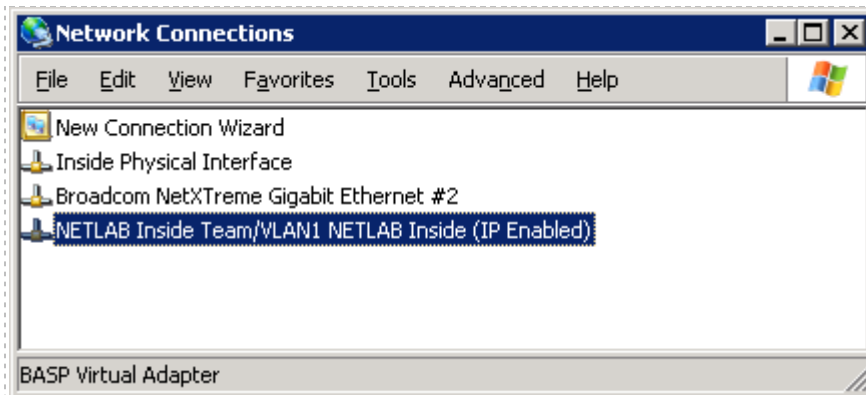 Network Connections
File Edit View Favorites Tools Advanced Help
New Connection Wizard
Inside Physical Interface
Broadcom NetXTreme Gigabit Ethernet #2
NETLAB Inside Team/VLAN1 NETLAB Inside (IP Enabled)
BASP Virtual Adapter